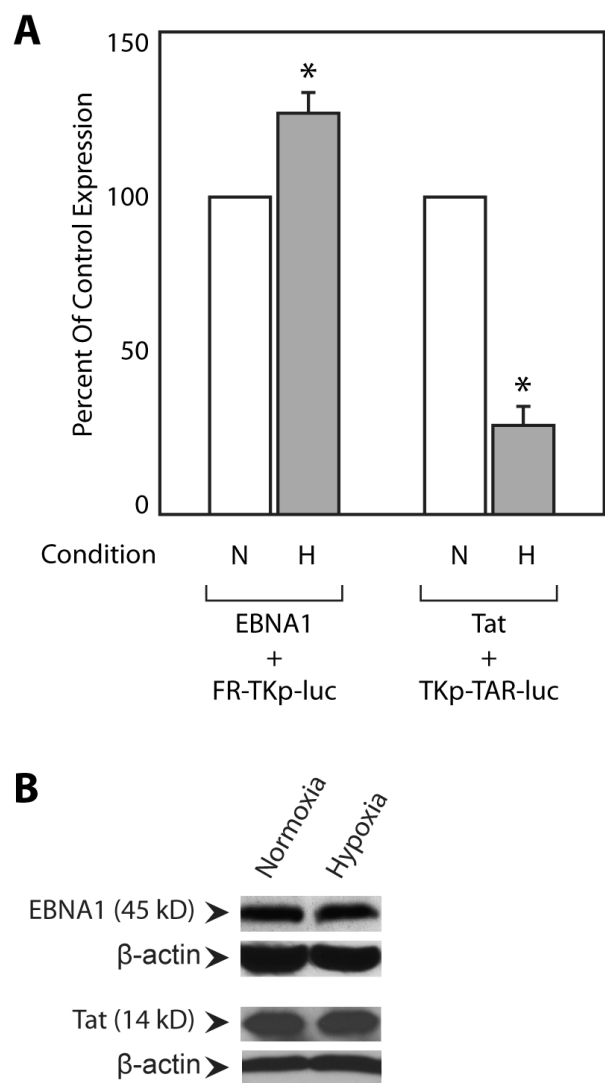 A
Percent Of Control Expression
150
100
50
0
*
*
Condition N H N H
EBNA1 Tat
+ +
FR-TKp-luc TKp-TAR-luc
B
Normoxia Hypoxia
EBNA1 (45 kD)
β-actin
Tat (14 kD)
β-actin